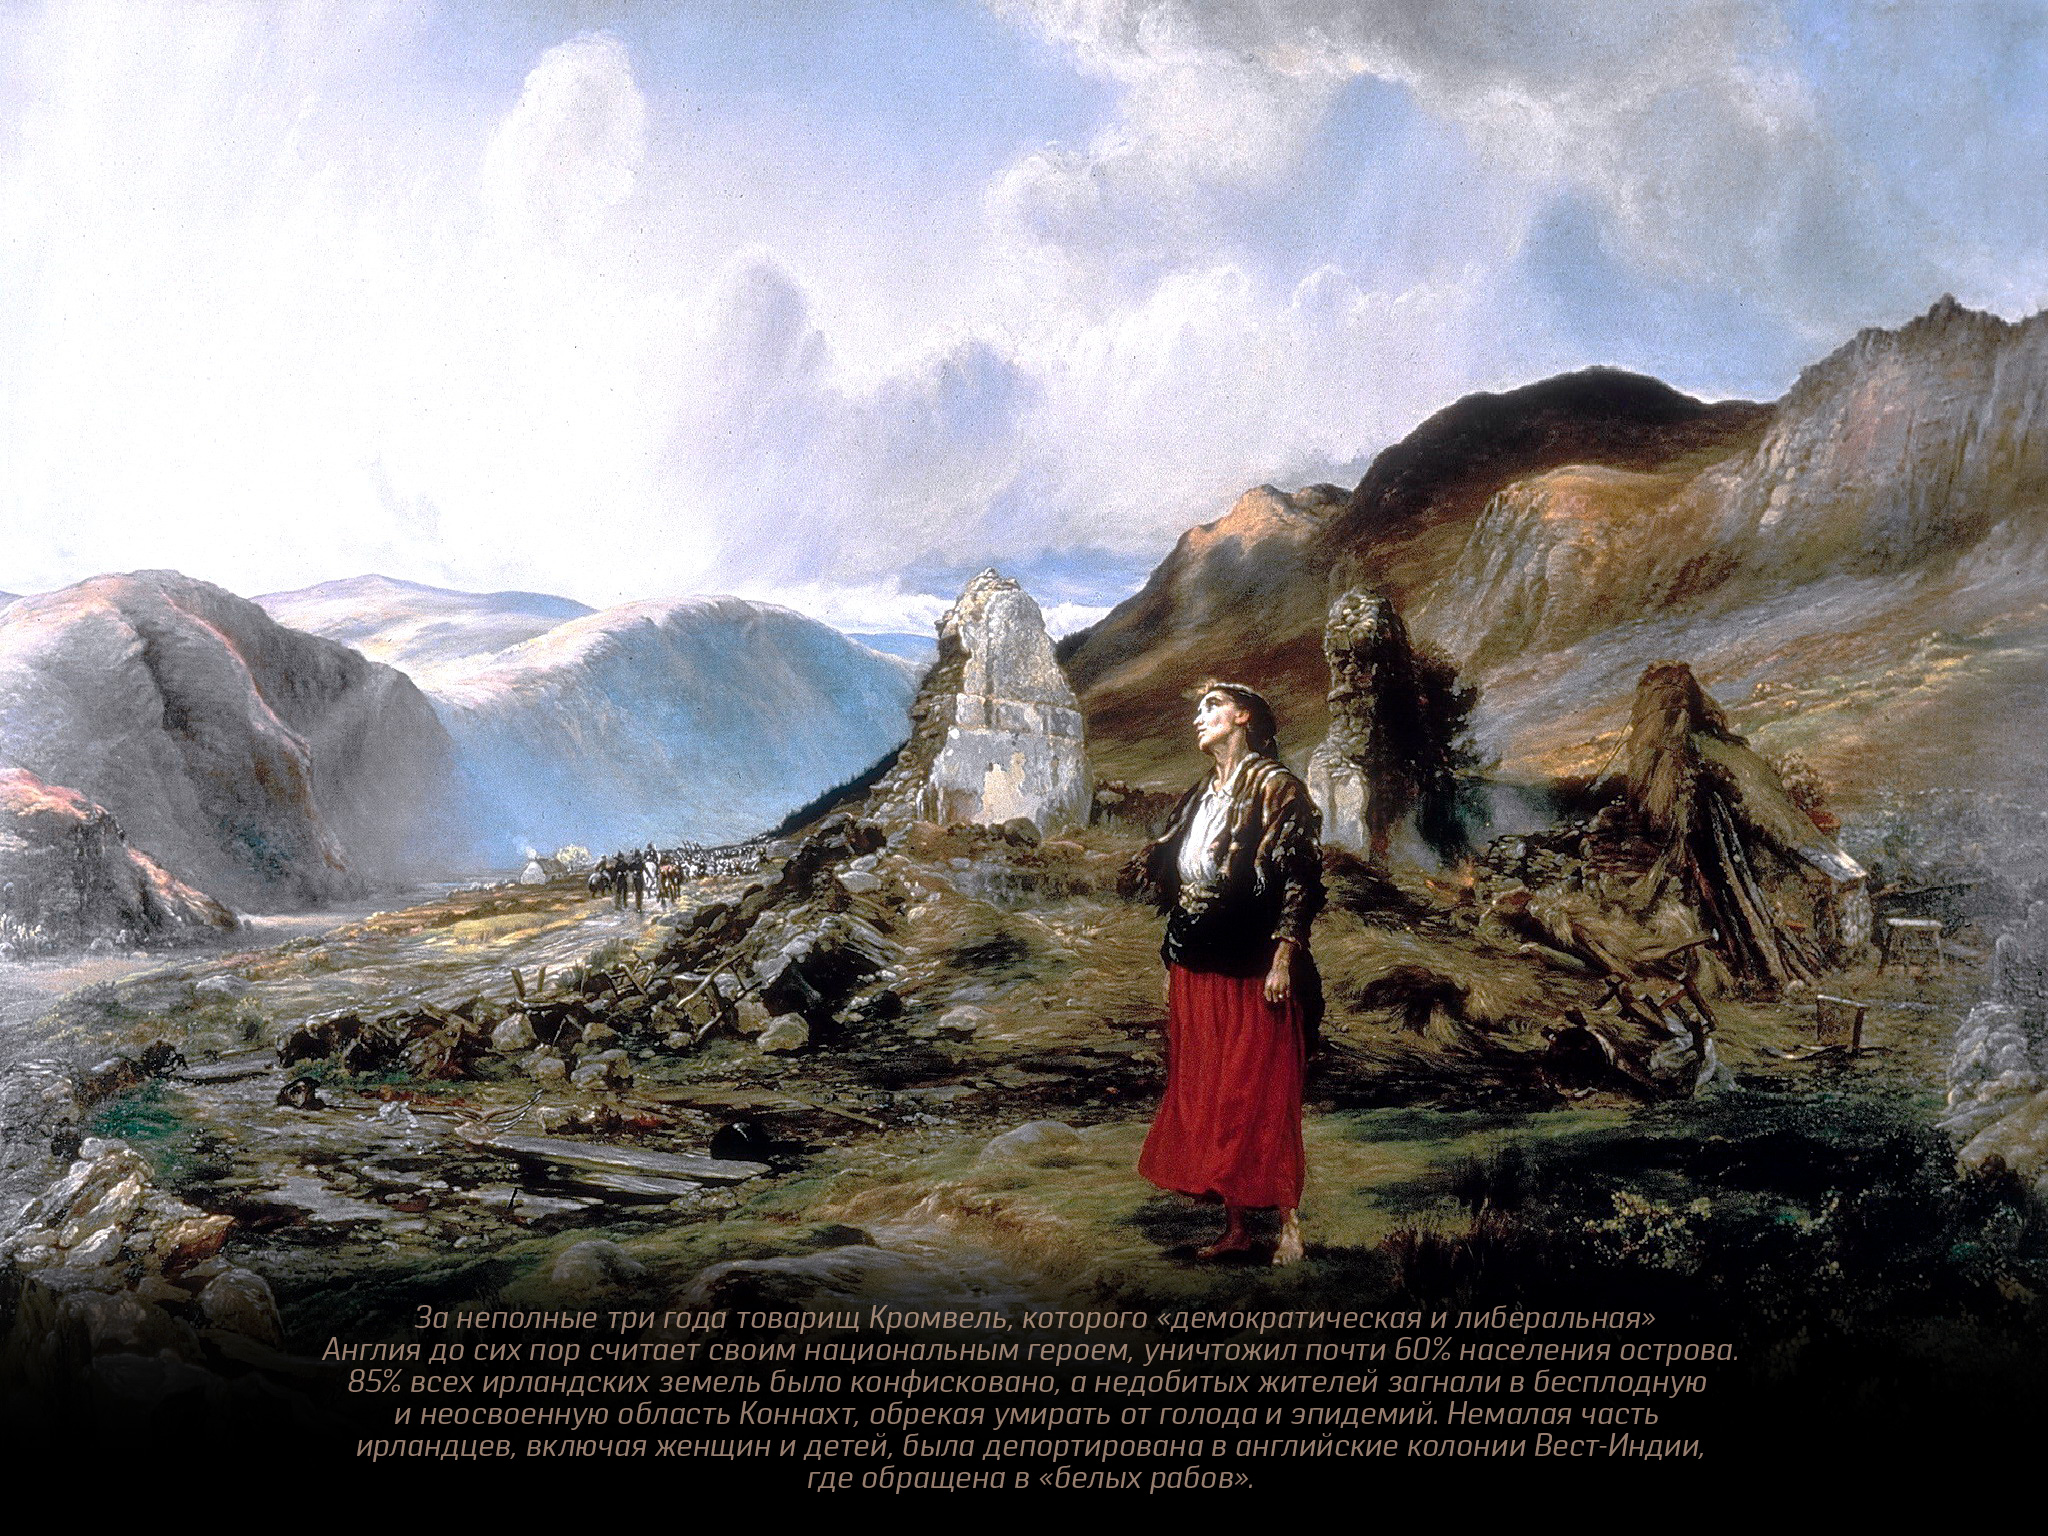 За неполные три года товарищ Кромвель, которого «демократическая и либеральная»
Англия до сих пор считает своим национальным героем, уничтожил почти 60% населения острова.
85% всех ирландских земель было конфисковано, а недобитых жителей загнали в бесплодную
и неосвоенную область Коннахт, обрекая умирать от голода и эпидемий. Немалая часть
ирландцев, включая женщин и детей, была депортирована в английские колонии Вест-Индии,
где обращена в «белых рабов».